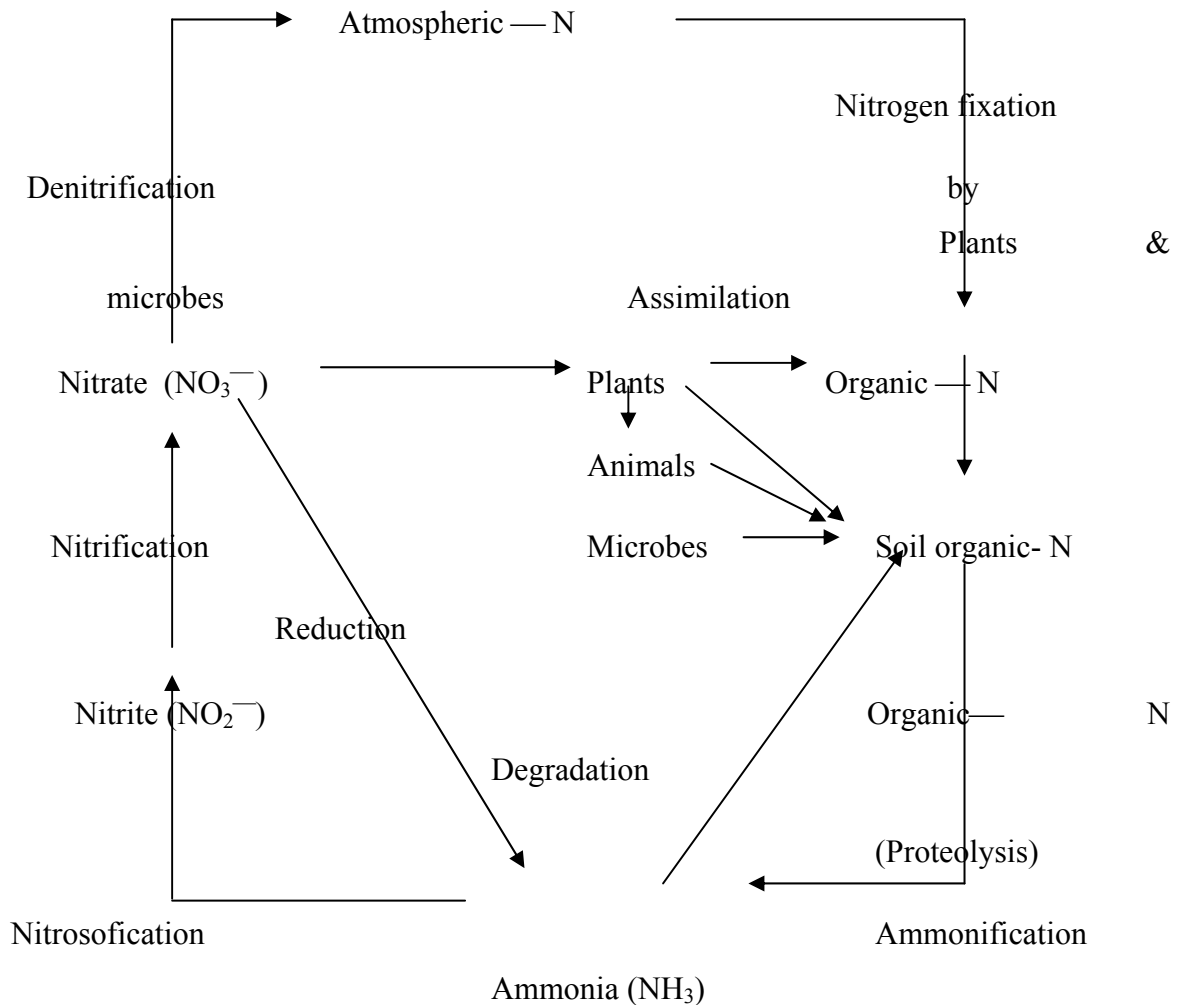 Atmospheric — N
Nitrogen fixation
Denitrification by
Plants &
microbes Assimilation
Nitrate (NO₃⁻) Plants Organic — N
Animals
Nitrification Microbes Soil organic- N
Reduction
Nitrite (NO₂⁻) Organic— N
Degradation
(Proteolysis)
Nitrosofication Ammonification
Ammonia (NH₃)